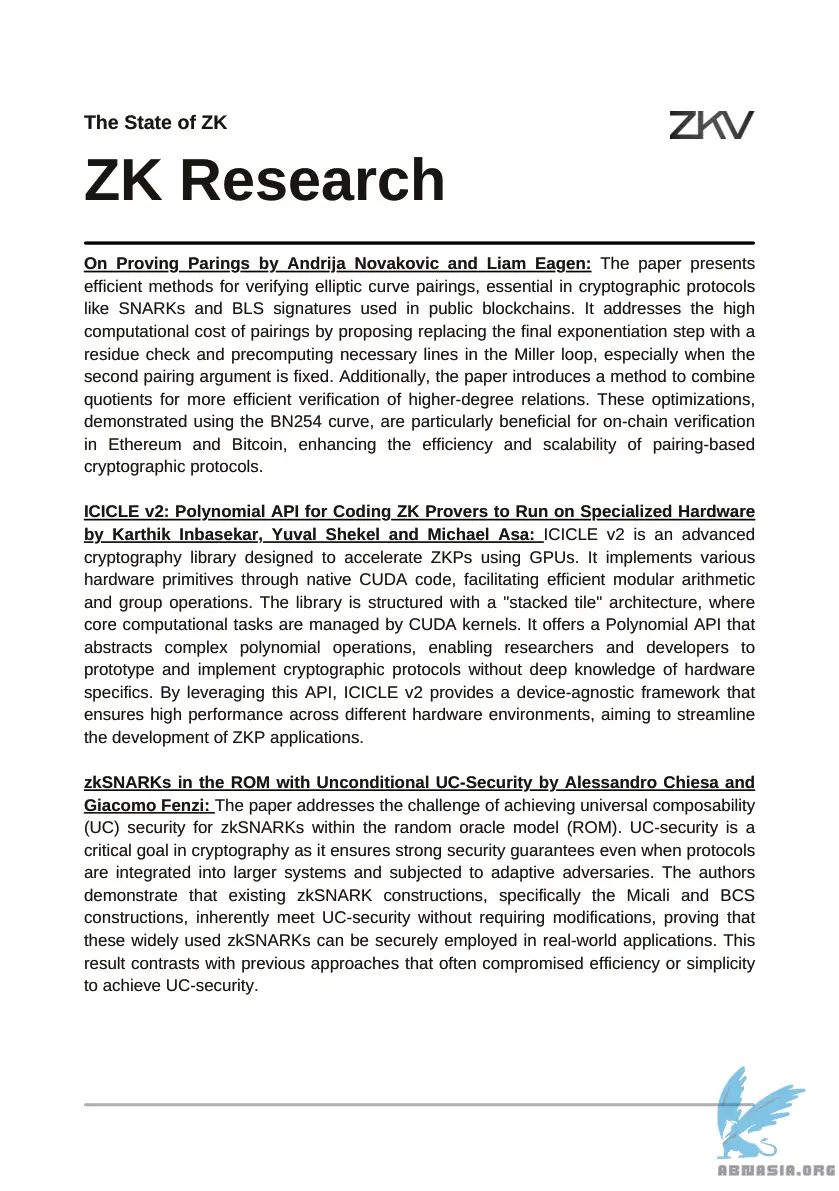 The State of ZK
ZKV
ZK Research
On Proving Parings by Andrija Novakovic and Liam Eagen: The paper presents
efficient methods for verifying elliptic curve pairings, essential in cryptographic protocols
like SNARKs and BLS signatures used in public blockchains. It addresses the high
computational cost of pairings by proposing replacing the final exponentiation step with a
residue check and precomputing necessary lines in the Miller loop, especially when the
second pairing argument is fixed. Additionally, the paper introduces a method to combine
quotients for more efficient verification of higher-degree relations. These optimizations,
demonstrated using the BN254 curve, are particularly beneficial for on-chain verification
in Ethereum and Bitcoin, enhancing the efficiency and scalability of pairing-based
cryptographic protocols.
ICICLE v2: Polynomial API for Coding ZK Provers to Run on Specialized Hardware
by Karthik Inbasekar, Yuval Shekel and Michael Asa: ICICLE v2 is an advanced
cryptography library designed to accelerate ZKPs using GPUs. It implements various
hardware primitives through native CUDA code, facilitating efficient modular arithmetic
and group operations. The library is structured with a "stacked tile" architecture, where
core computational tasks are managed by CUDA kernels. It offers a Polynomial API that
abstracts complex polynomial operations, enabling researchers and developers to
prototype and implement cryptographic protocols without deep knowledge of hardware
specifics. By leveraging this API, ICICLE v2 provides a device-agnostic framework that
ensures high performance across different hardware environments, aiming to streamline
the development of ZKP applications.
zkSNARKs in the ROM with Unconditional UC-Security by Alessandro Chiesa and
Giacomo Fenzi: The paper addresses the challenge of achieving universal composability
(UC) security for zkSNARKs within the random oracle model (ROM). UC-security is a
critical goal in cryptography as it ensures strong security guarantees even when protocols
are integrated into larger systems and subjected to adaptive adversaries. The authors
demonstrate that existing zkSNARK constructions, specifically the Micali and BCS
constructions, inherently meet UC-security without requiring modifications, proving that
these widely used zkSNARKs can be securely employed in real-world applications. This
result contrasts with previous approaches that often compromised efficiency or simplicity
to achieve UC-security.
ABNASIA.ORG